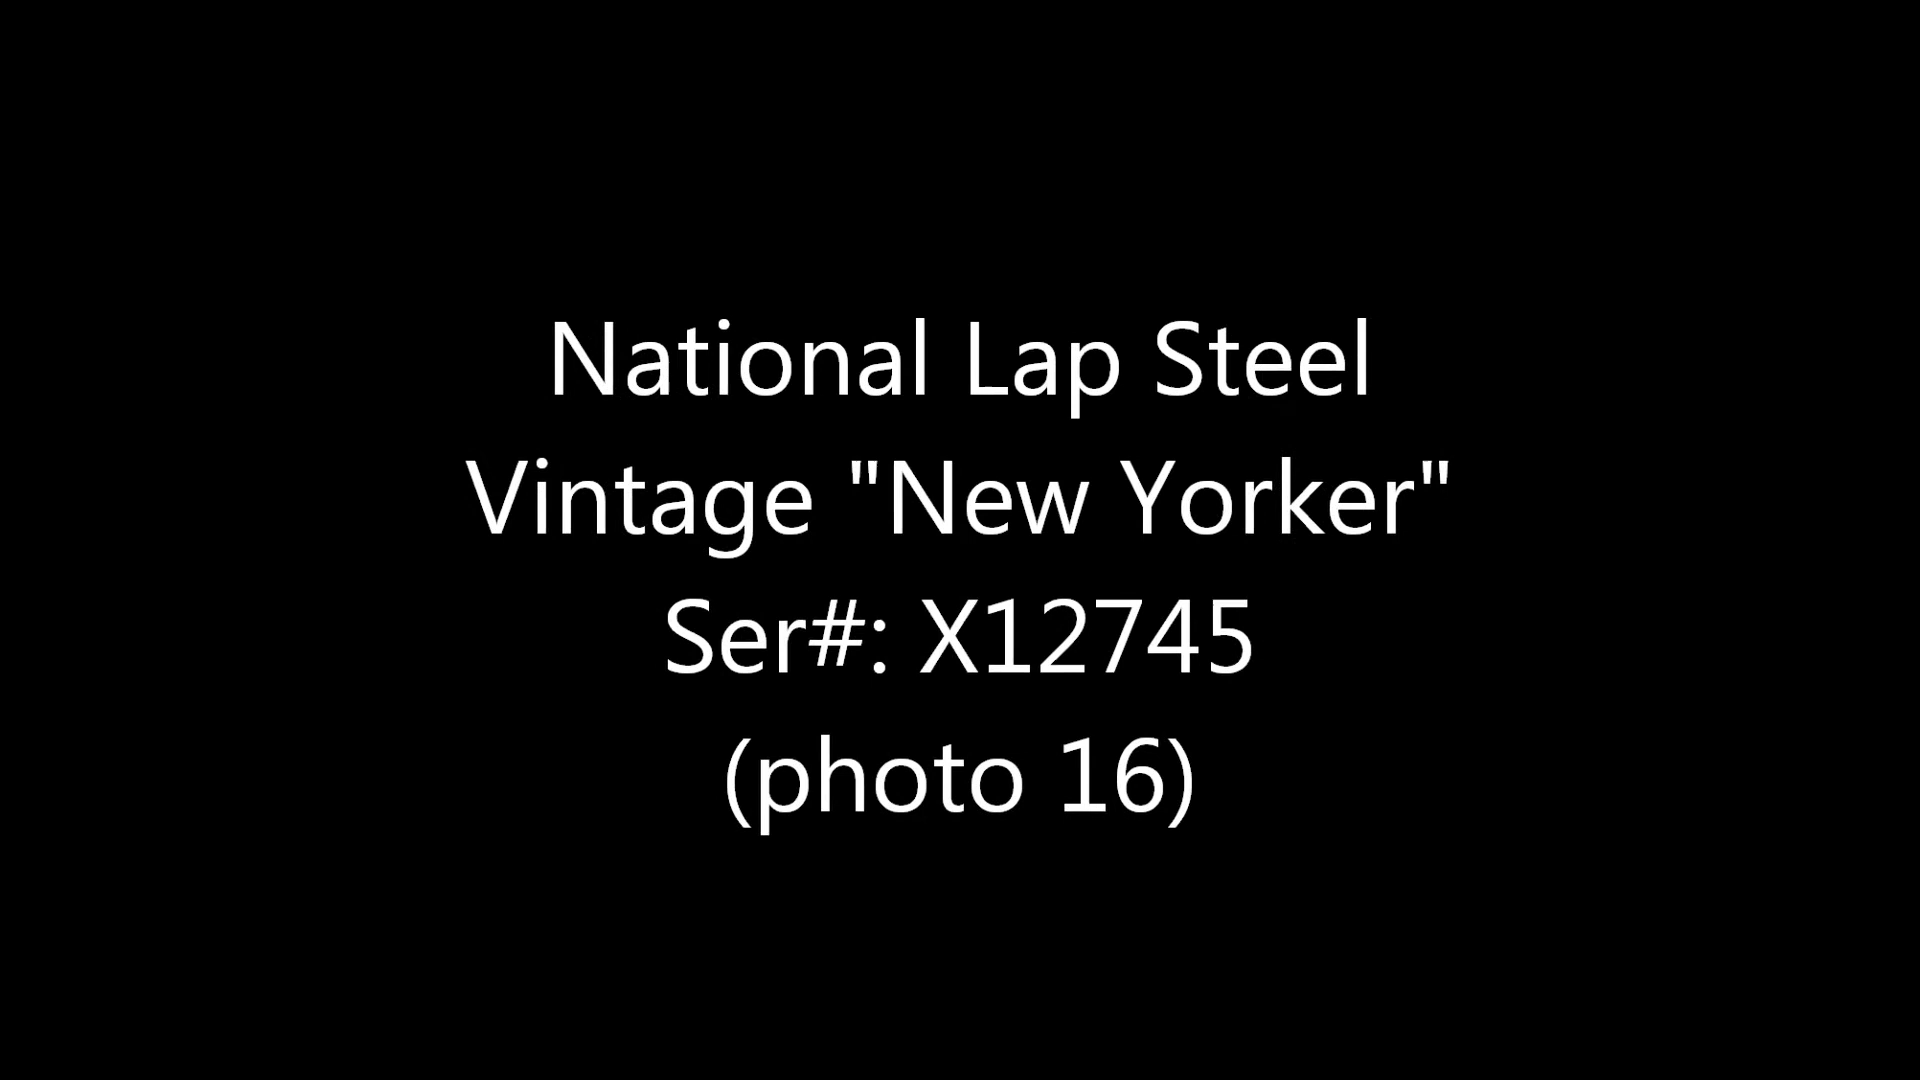 National Lap Steel
Vintage "New Yorker"
Ser#: X12745
(photo 16)